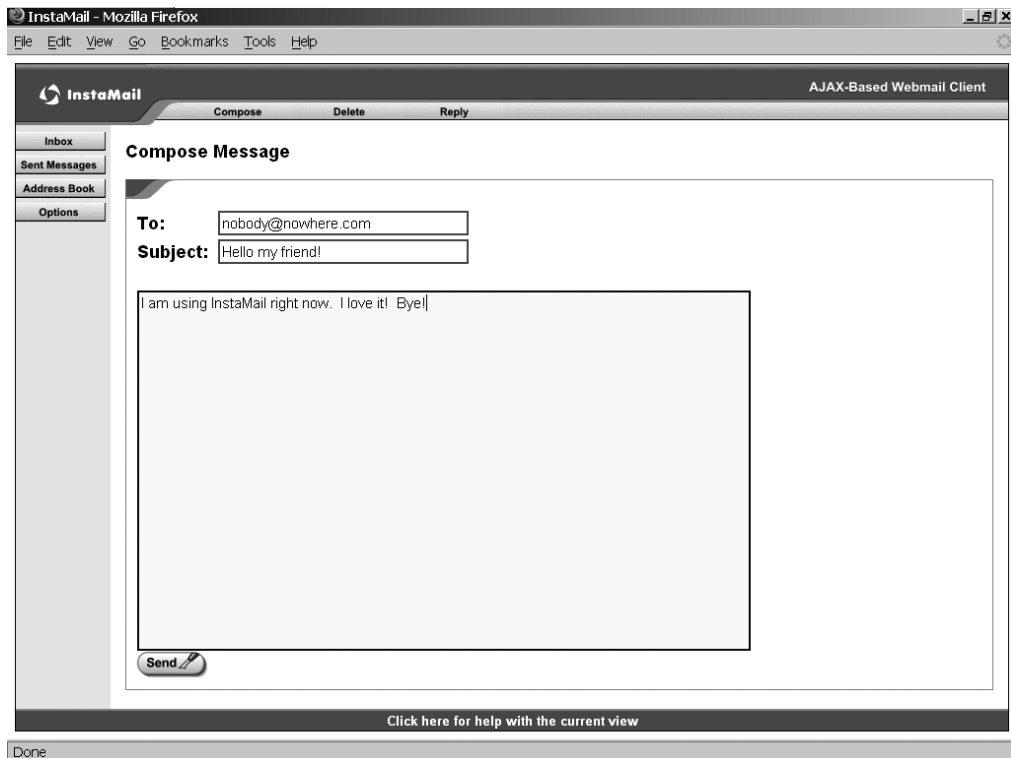 InstaMail - Mozilla Firefox
File Edit View Go Bookmarks Tools Help
InstaMail
AJAX-Based Webmail Client
Compose Delete Reply
Inbox
Sent Messages
Address Book
Options
Compose Message
To: nobody@nowhere.com
Subject: Hello my friend!
I am using InstaMail right now.  I love it!  Bye!
Send
Click here for help with the current view
Done